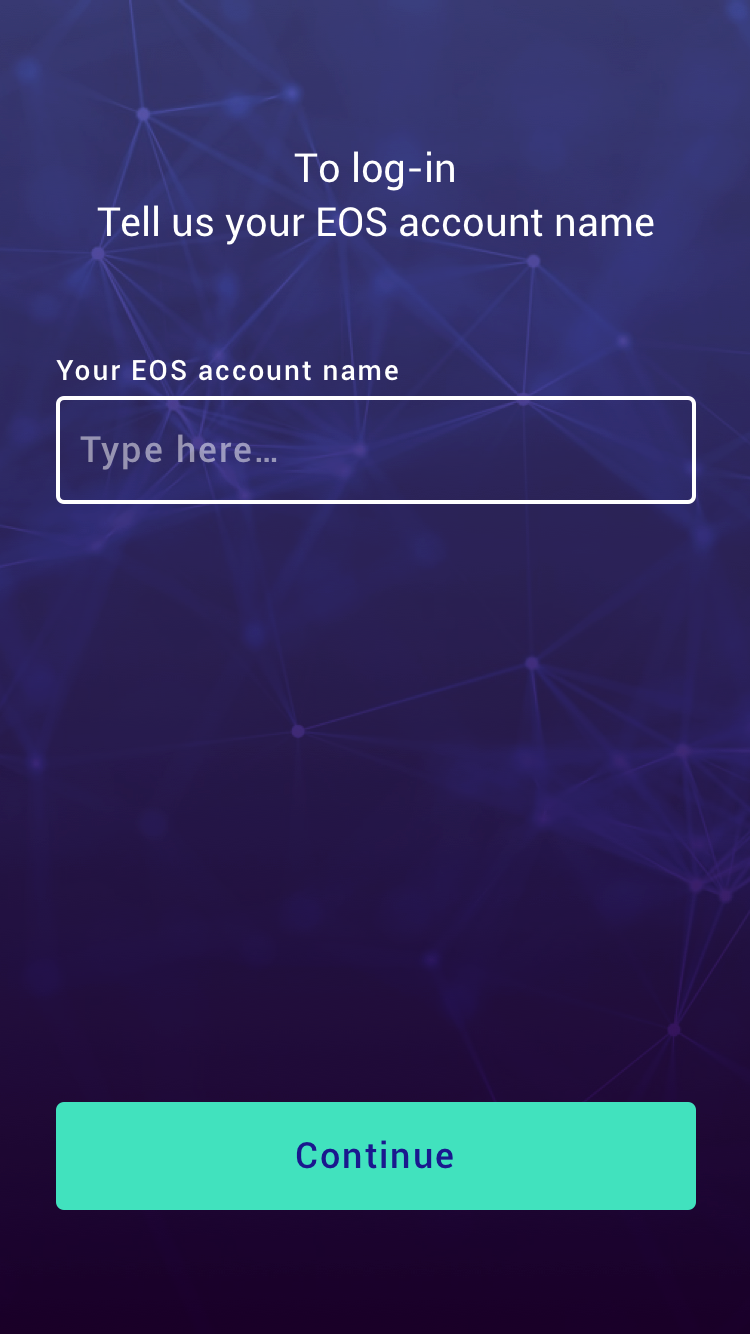 To log-in
Tell us your EOS account name
Your EOS account name
Type here…
Continue